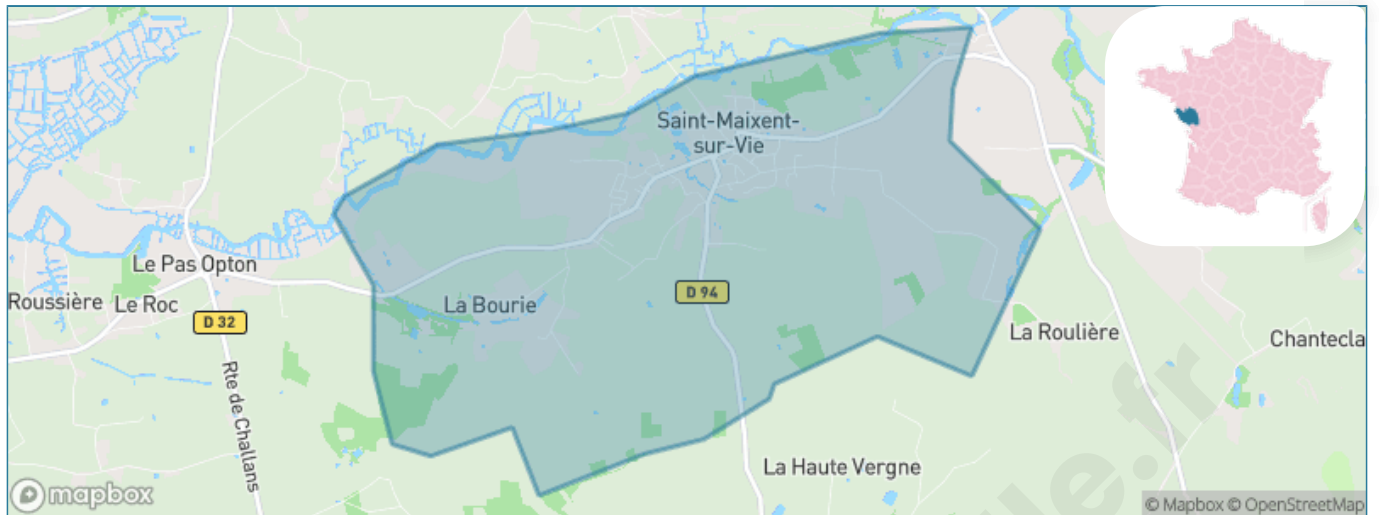 Saint-Maixent-
sur-Vie
Le Pas Opton
Roussière
Le Roc
La Bourie
D 94
D 32
La Roulière
Chantecla
Rte de Challans
La Haute Vergne
mapbox
© Mapbox © OpenStreetMap